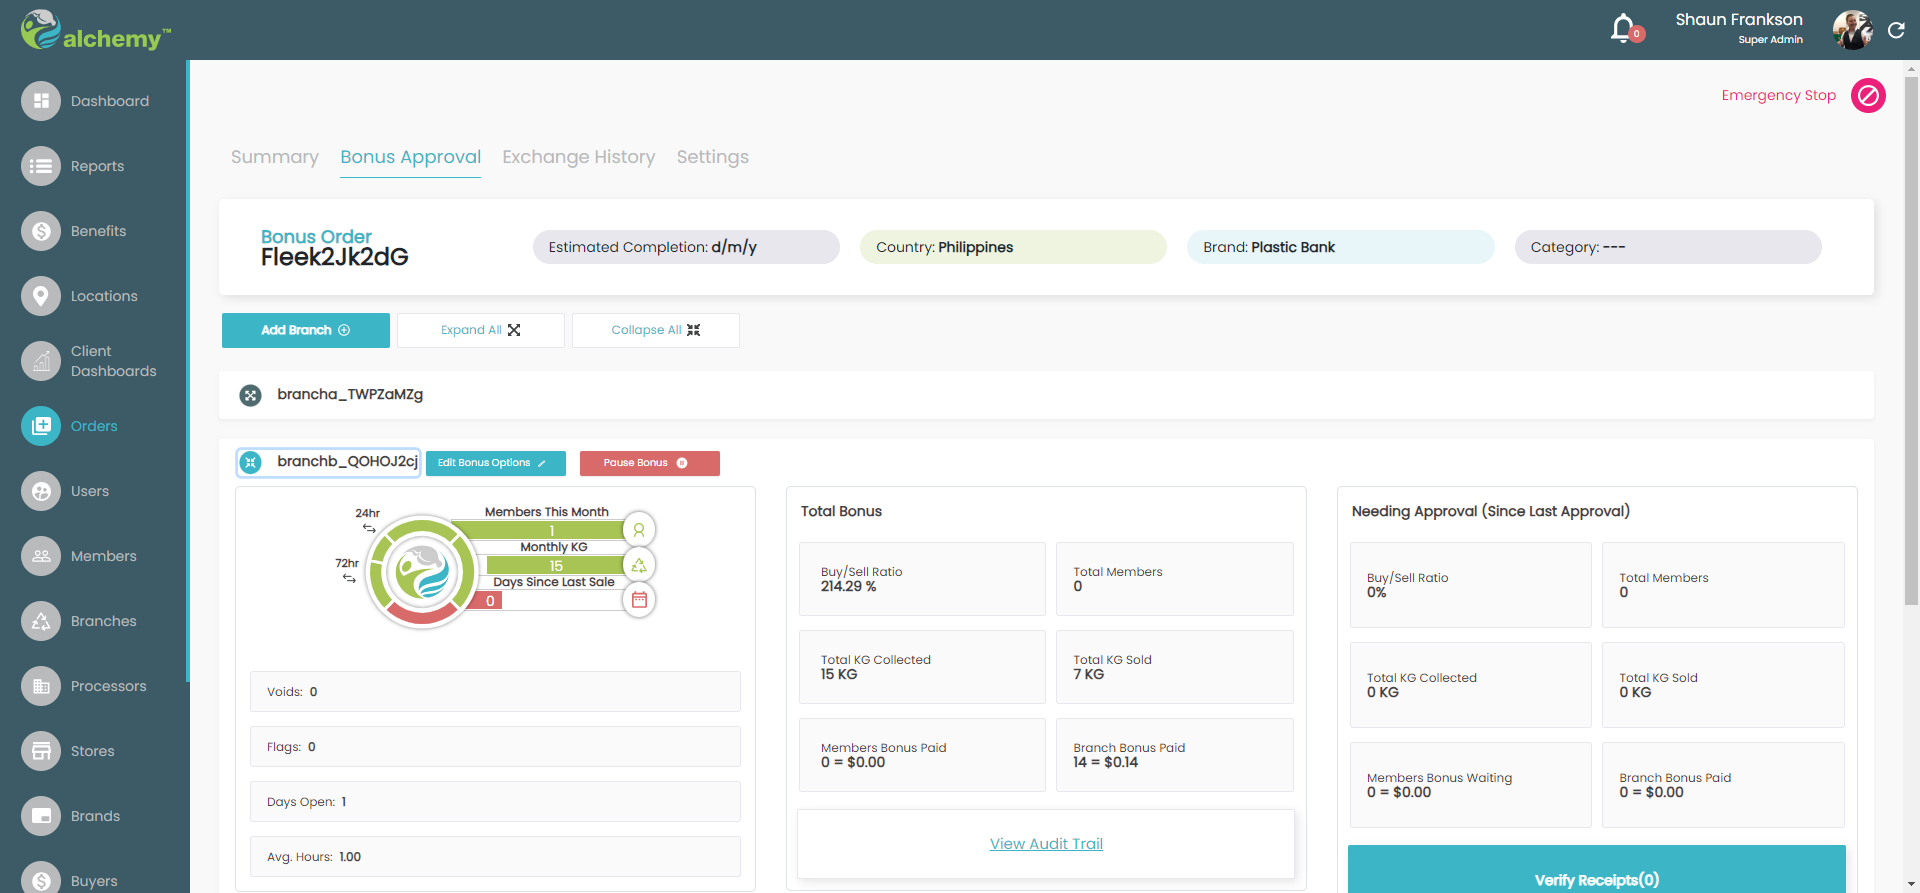 alchemy™
0
Shaun Frankson
Super Admin
Dashboard
Reports
Benefits
Locations
Client
Dashboards
Orders
Users
Members
Branches
Processors
Stores
Brands
Buyers
Emergency Stop
Summary
Bonus Approval
Exchange History
Settings
Bonus Order
Fleek2Jk2dG
Estimated Completion: d/m/y
Country: Philippines
Brand: Plastic Bank
Category: ---
Add Branch
Expand All
Collapse All
brancha_TWPZaMZg
branchb_QOHOJ2cj
Edit Bonus Options
Pause Bonus
24hr
72hr
Members This Month
1
Monthly KG
15
Days Since Last Sale
0
Voids: 0
Flags: 0
Days Open: 1
Avg. Hours: 1.00
Total Bonus
Buy/Sell Ratio
214.29 %
Total Members
0
Total KG Collected
15 KG
Total KG Sold
7 KG
Members Bonus Paid
0 = $0.00
Branch Bonus Paid
14 = $0.14
View Audit Trail
Needing Approval (Since Last Approval)
Buy/Sell Ratio
0%
Total Members
0
Total KG Collected
0 KG
Total KG Sold
0 KG
Members Bonus Waiting
0 = $0.00
Branch Bonus Paid
0 = $0.00
Verify Receipts(0)